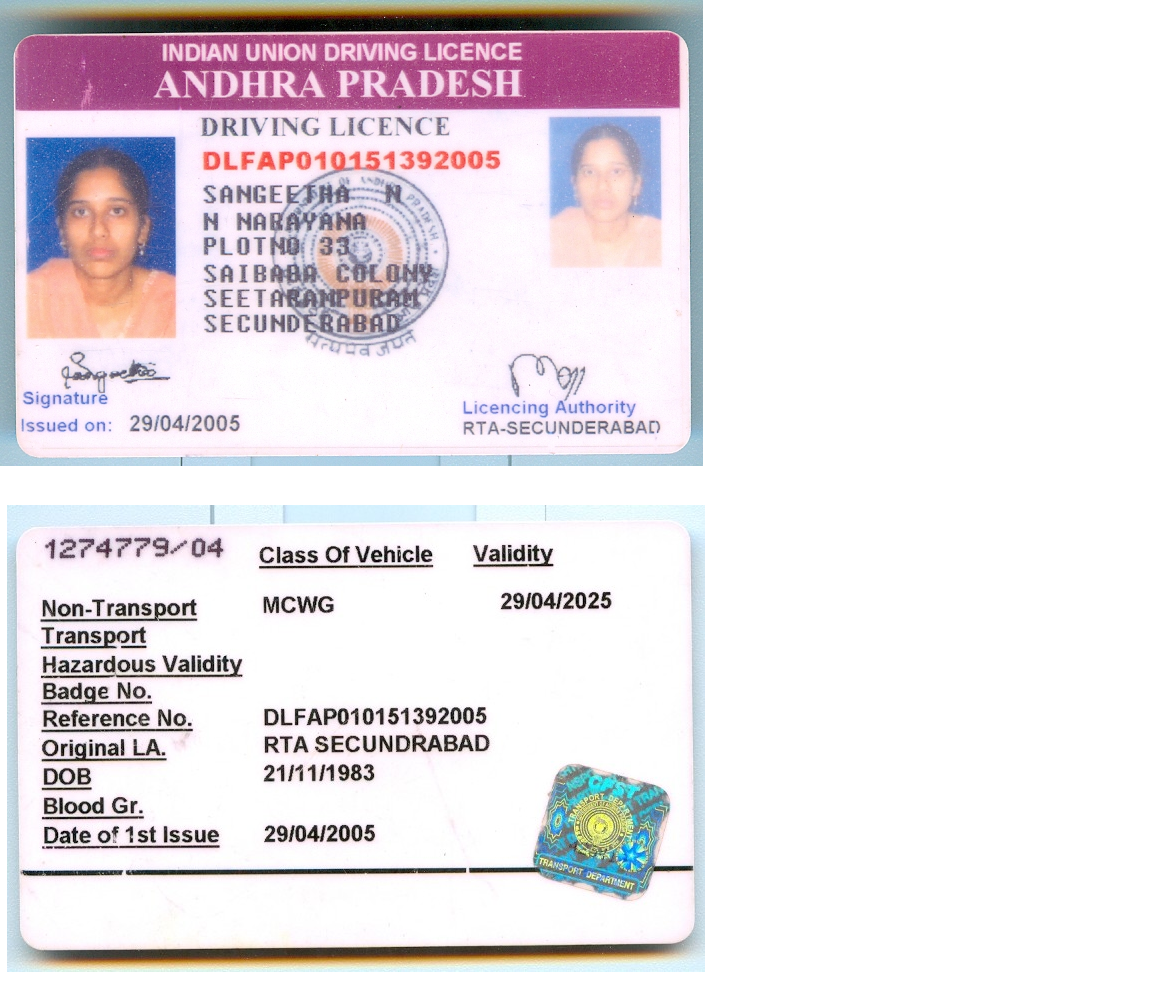 INDIAN UNION DRIVING LICENCE
ANDHRA PRADESH
DRIVING LICENCE
DLFAP010151392005
SANGEETHA N
N NARAYANA
PLOTNO 33
SAIBABA COLONY
SEETARAMPURAM
SECUNDERABAD
सत्यमेव जयते
Signature
Issued on: 29/04/2005
Licencing Authority
RTA-SECUNDERABAD
1274779/04 Class Of Vehicle Validity
Non-Transport MCWG 29/04/2025
Transport
Hazardous Validity
Badge No.
Reference No. DLFAP010151392005
Original LA. RTA SECUNDRABAD
DOB 21/11/1983
Blood Gr.
Date of 1st Issue 29/04/2005
TRANSPORT DEPARTMENT